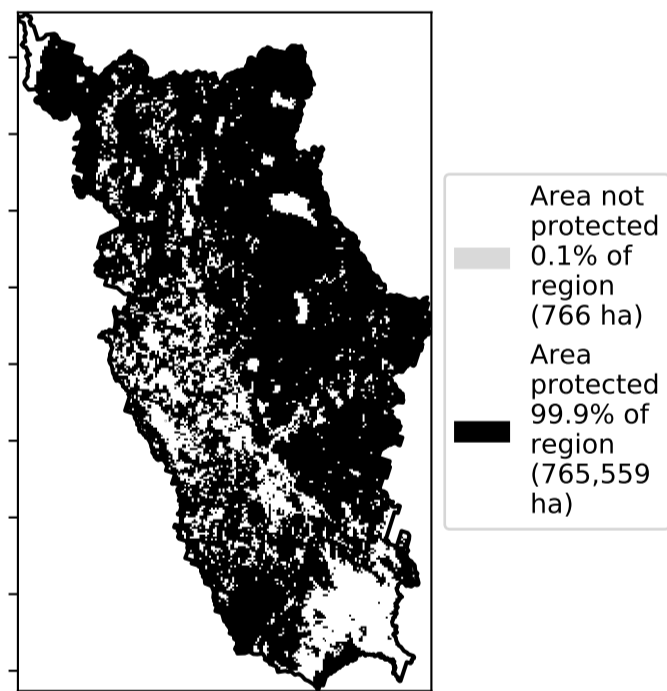 Area not
protected
0.1% of
region
(766 ha)
Area
protected
99.9% of
region
(765,559
ha)